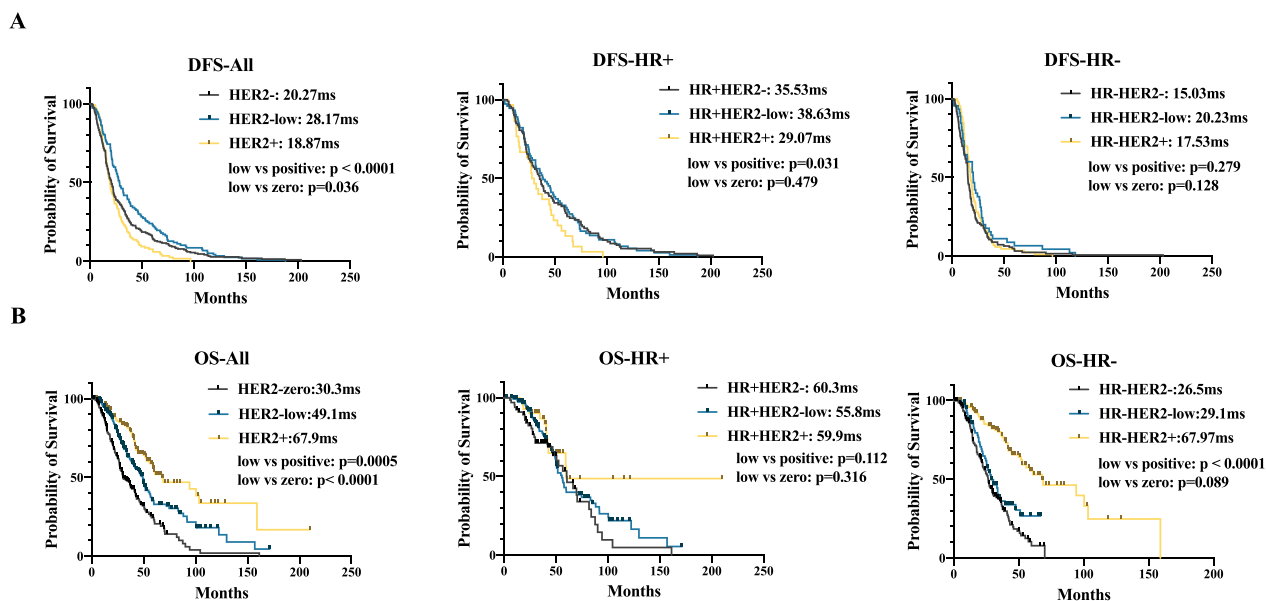 A
DFS-All
HER2-: 20.27ms
HER2-low: 28.17ms
HER2+: 18.87ms
low vs positive: p < 0.0001
low vs zero: p=0.036
Probability of Survival
100
50
0
0 50 100 150 200 250
Months
DFS-HR+
HR+HER2-: 35.53ms
HR+HER2-low: 38.63ms
HR+HER2+: 29.07ms
low vs positive: p=0.031
low vs zero: p=0.479
Probability of Survival
100
50
0
0 50 100 150 200 250
Months
DFS-HR-
HR-HER2-: 15.03ms
HR-HER2-low: 20.23ms
HR-HER2+: 17.53ms
low vs positive: p=0.279
low vs zero: p=0.128
Probability of Survival
100
50
0
0 50 100 150 200 250
Months
B
OS-All
HER2-zero:30.3ms
HER2-low:49.1ms
HER2+:67.9ms
low vs positive: p=0.0005
low vs zero: p< 0.0001
Probability of Survival
100
50
0
0 50 100 150 200 250
Months
OS-HR+
HR+HER2-: 60.3ms
HR+HER2-low: 55.8ms
HR+HER2+: 59.9ms
low vs positive: p=0.112
low vs zero: p=0.316
Probability of Survival
100
50
0
0 50 100 150 200 250
Months
OS-HR-
HR-HER2-:26.5ms
HR-HER2-low:29.1ms
HR-HER2+:67.97ms
low vs positive: p < 0.0001
low vs zero: p=0.089
Probability of Survival
100
50
0
0 50 100 150 200
Months